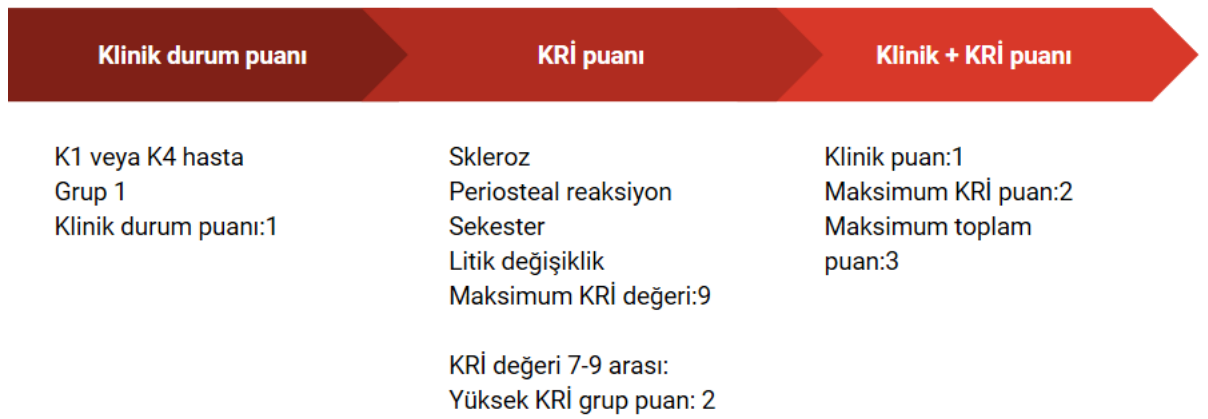 Klinik durum puanı
KRİ puanı
Klinik + KRİ puanı
K1 veya K4 hasta
Grup 1
Klinik durum puanı:1
Skleroz
Periosteal reaksiyon
Sekester
Litik değişiklik
Maksimum KRİ değeri:9
KRİ değeri 7-9 arası:
Yüksek KRİ grup puan: 2
Klinik puan:1
Maksimum KRİ puan:2
Maksimum toplam
puan:3